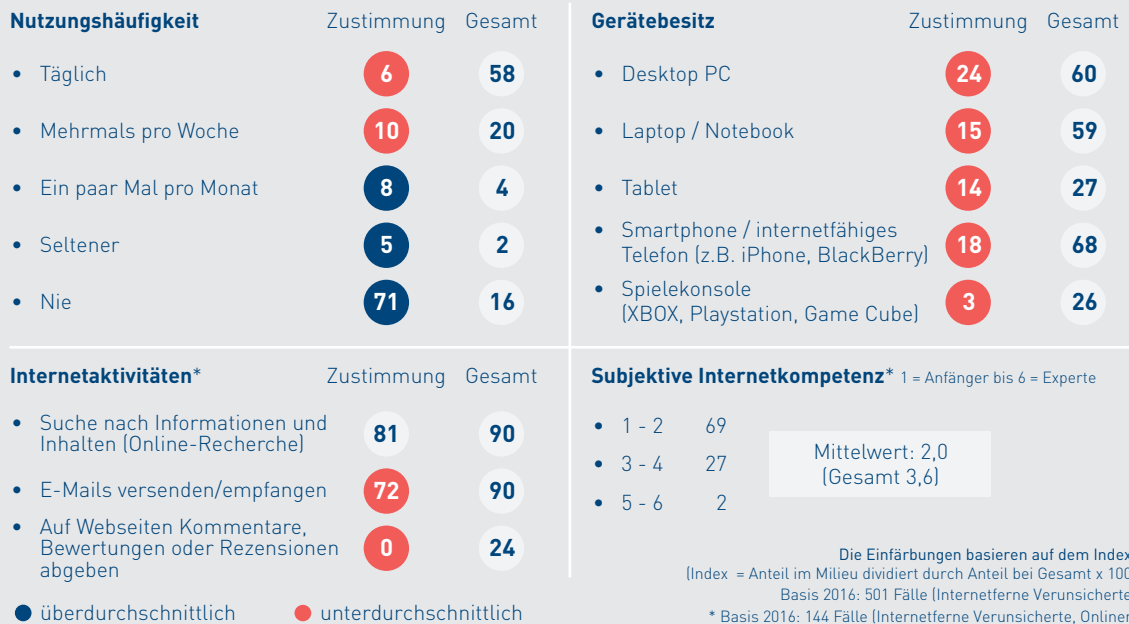 Nutzungshäufigkeit Zustimmung Gesamt
• Täglich 6 58
• Mehrmals pro Woche 10 20
• Ein paar Mal pro Monat 8 4
• Seltener 5 2
• Nie 71 16
Gerätebesitz Zustimmung Gesamt
• Desktop PC 24 60
• Laptop / Notebook 15 59
• Tablet 14 27
• Smartphone / internetfähiges
Telefon (z.B. iPhone, BlackBerry) 18 68
• Spielekonsole
(XBOX, Playstation, Game Cube) 3 26
Internetaktivitäten* Zustimmung Gesamt
• Suche nach Informationen und
Inhalten (Online-Recherche) 81 90
• E-Mails versenden/empfangen 72 90
• Auf Webseiten Kommentare,
Bewertungen oder Rezensionen
abgeben 0 24
überdurchschnittlich unterdurchschnittlich
Subjektive Internetkompetenz* 1 = Anfänger bis 6 = Experte
• 1 - 2 69
• 3 - 4 27
• 5 - 6 2
Mittelwert: 2,0
(Gesamt 3,6)
Die Einfärbungen basieren auf dem Index
(Index = Anteil im Milieu dividiert durch Anteil bei Gesamt x 100
Basis 2016: 501 Fälle (Internetferne Verunsicherte
* Basis 2016: 144 Fälle (Internetferne Verunsicherte, Onliner